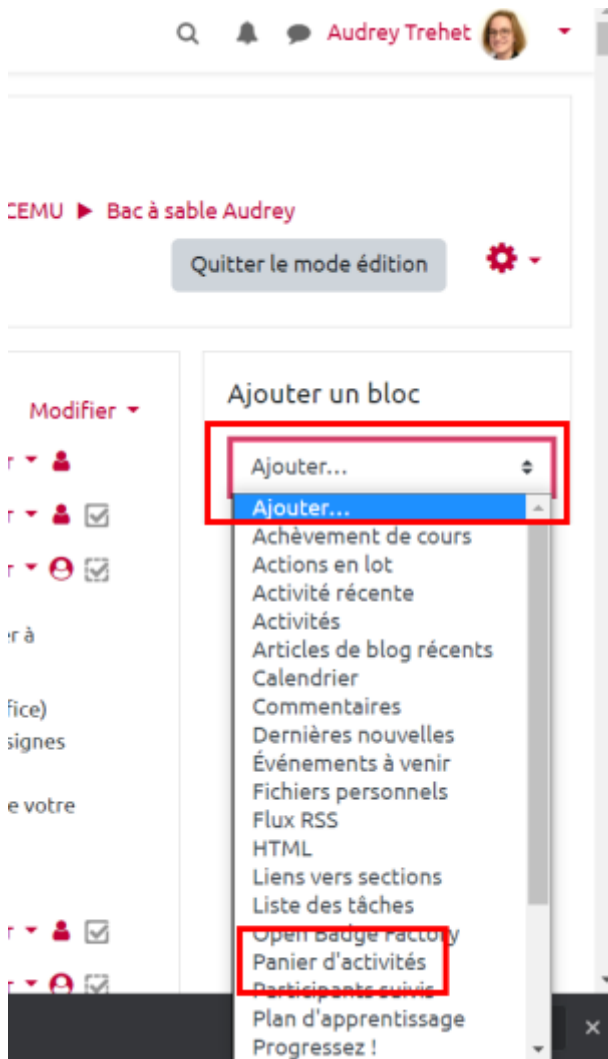 Audrey Trehet
CEMU ▶ Bac à sable Audrey
Quitter le mode édition
Modifier
r
r
r
r à
fice)
signes
e votre
r
r
Ajouter un bloc
Ajouter...
Ajouter...
Achèvement de cours
Actions en lot
Activité récente
Activités
Articles de blog récents
Calendrier
Commentaires
Dernières nouvelles
Événements à venir
Fichiers personnels
Flux RSS
HTML
Liens vers sections
Liste des tâches
Open Badge Factory
Panier d'activités
Participants suivis
Plan d'apprentissage
Progressez !